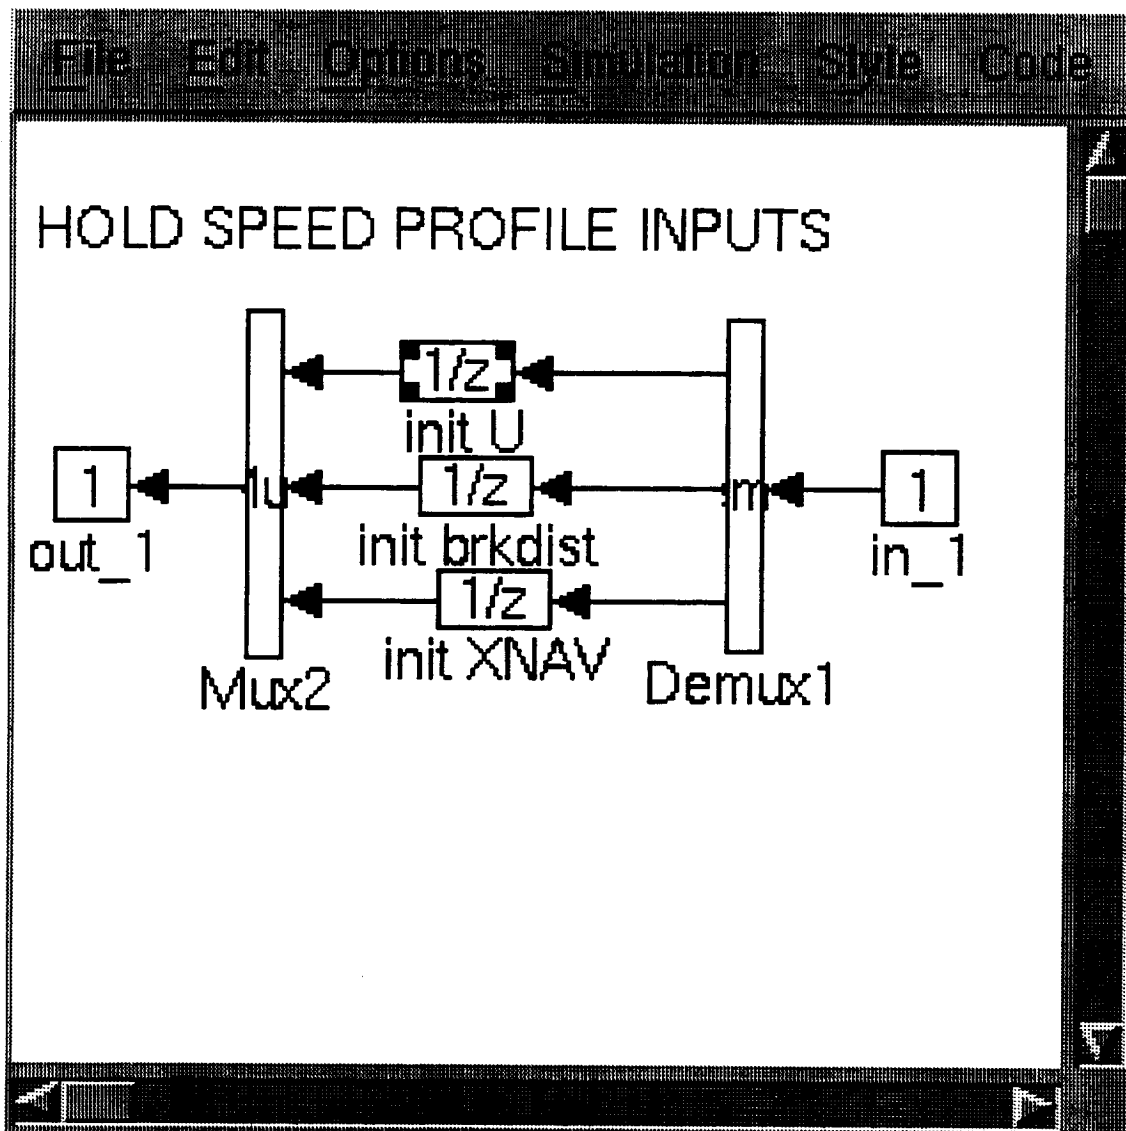 File Edit Options Simulation Style Code
HOLD SPEED PROFILE INPUTS
1/z
init U
1 1/z 1
out_1 init brkdist in_1
1/z
init XNAV
Mux2 Demux1